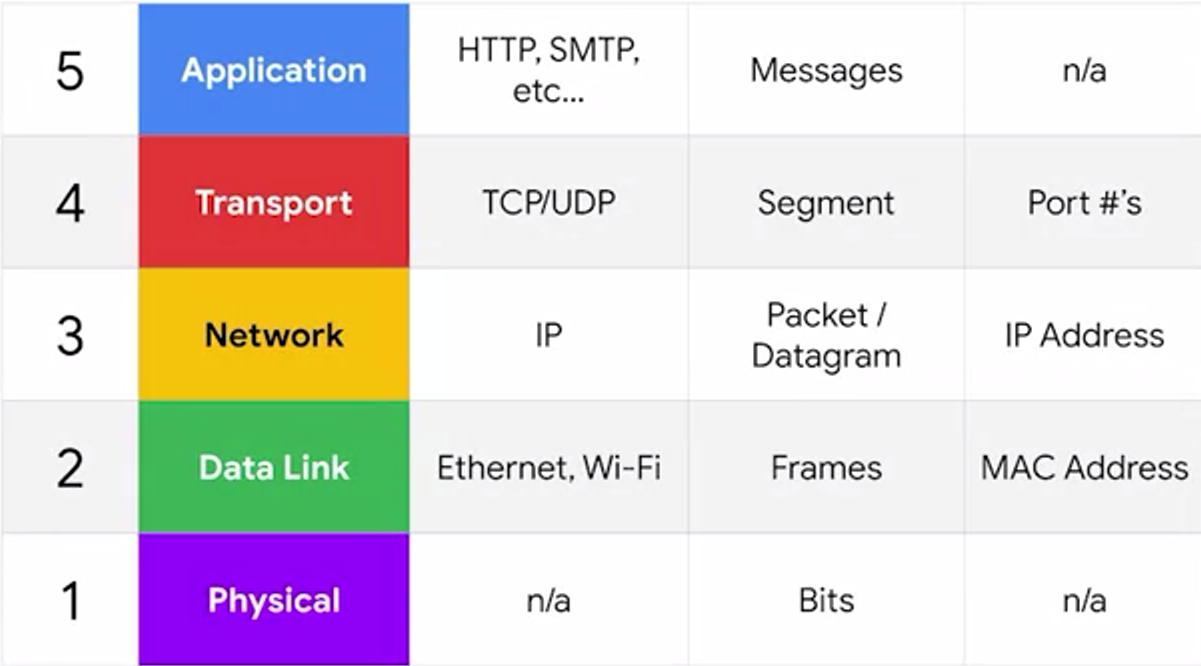 5 Application HTTP, SMTP, etc... Messages n/a
4 Transport TCP/UDP Segment Port #’s
3 Network IP Packet / Datagram IP Address
2 Data Link Ethernet, Wi-Fi Frames MAC Address
1 Physical n/a Bits n/a